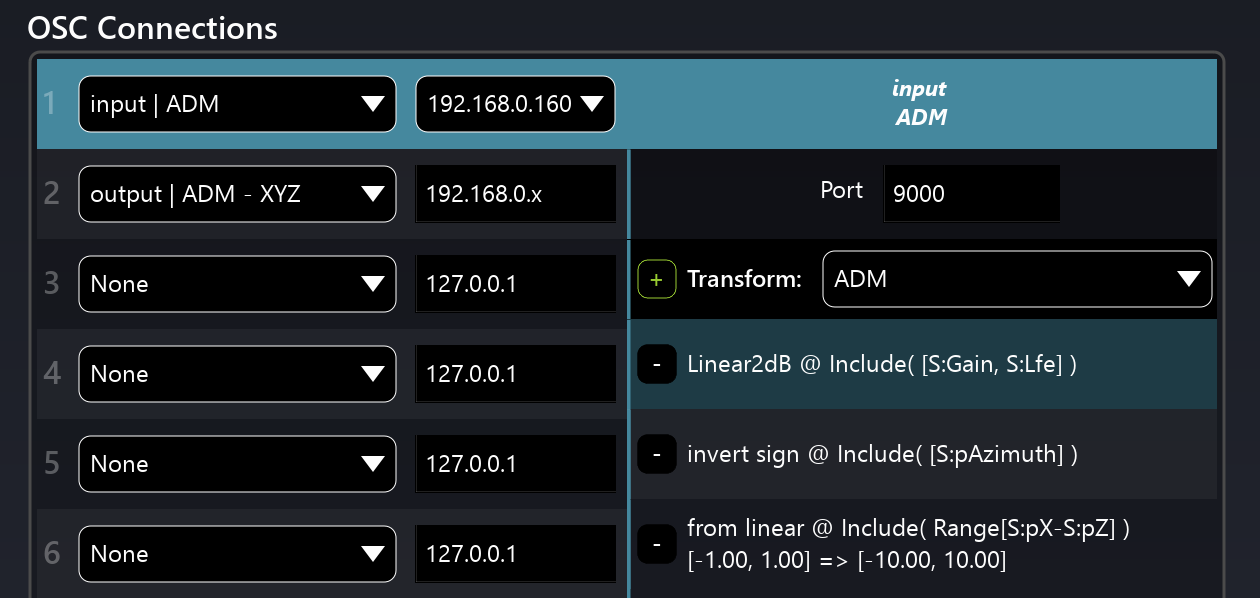 OSC Connections
1 input | ADM 192.168.0.160
input
ADM
2 output | ADM - XYZ 192.168.0.x
Port 9000
3 None 127.0.0.1
+ Transform: ADM
4 None 127.0.0.1
- Linear2dB @ Include( [S:Gain, S:Lfe] )
5 None 127.0.0.1
- invert sign @ Include( [S:pAzimuth] )
6 None 127.0.0.1
- from linear @ Include( Range[S:pX-S:pZ] )
[-1.00, 1.00] => [-10.00, 10.00]